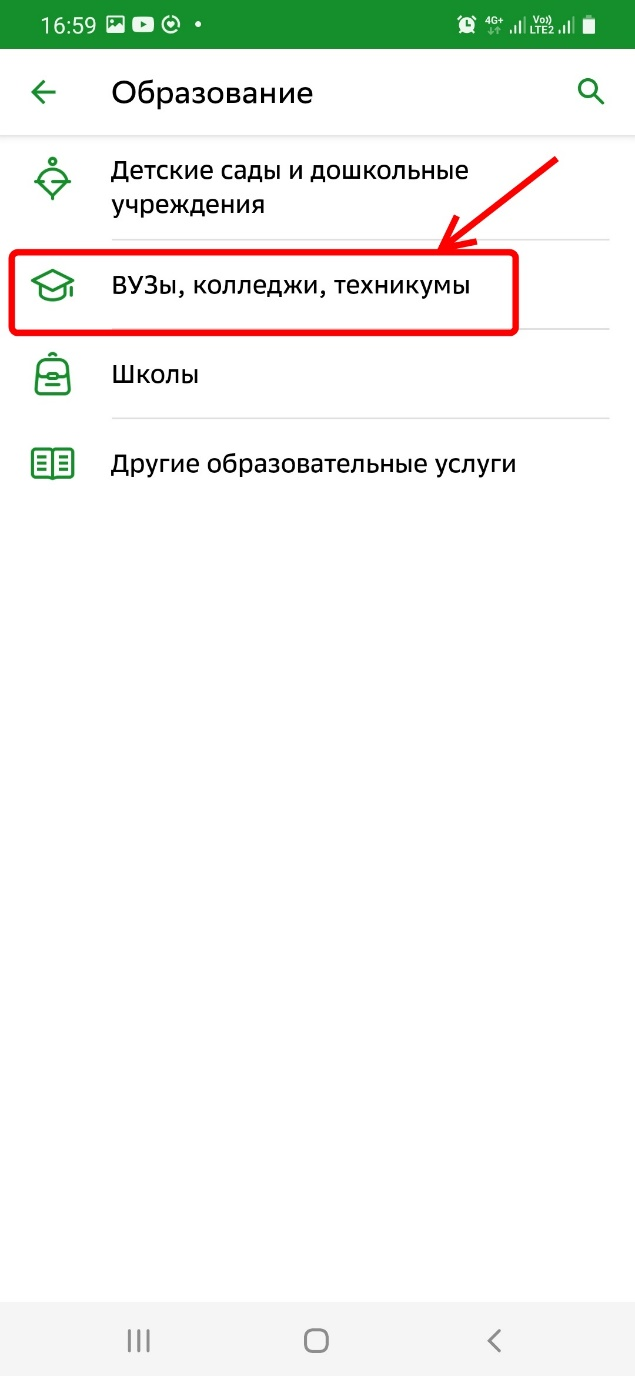 16:59 4G+ Vo)) LTE2
Образование
Детские сады и дошкольные
учреждения
ВУЗы, колледжи, техникумы
Школы
Другие образовательные услуги